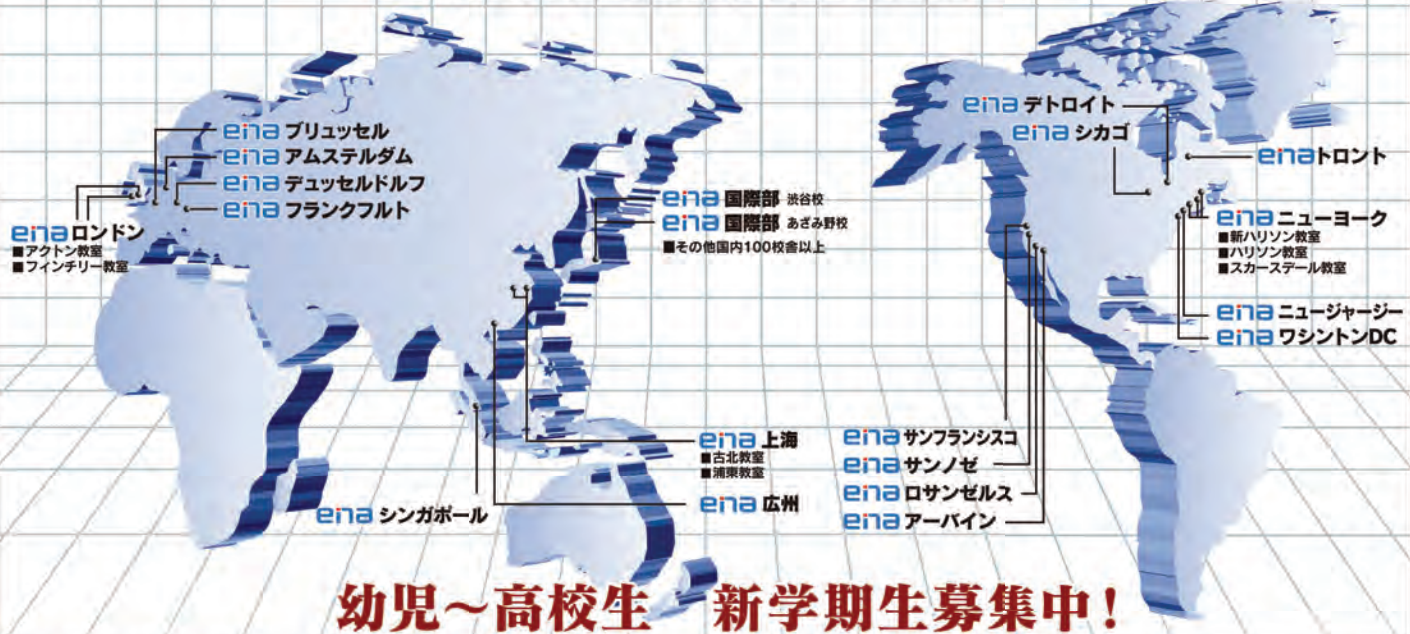 ena ブリュッセル
ena アムステルダム
ena デュッセルドルフ
ena フランクフルト
ena ロンドン
■アクトン教室
■フィンチリー教室
ena 国際部 渋谷校
ena 国際部 あざみ野校
■その他国内100校舎以上
ena 上海
■古北教室
■浦東教室
ena 広州
ena シンガポール
ena デトロイト
ena シカゴ
ena トロント
ena ニューヨーク
■新ハリソン教室
■ハリソン教室
■スカースデール教室
ena ニュージャージー
ena ワシントンDC
ena サンフランシスコ
ena サンノゼ
ena ロサンゼルス
ena アーバイン
幼児~高校生 新学期生募集中!